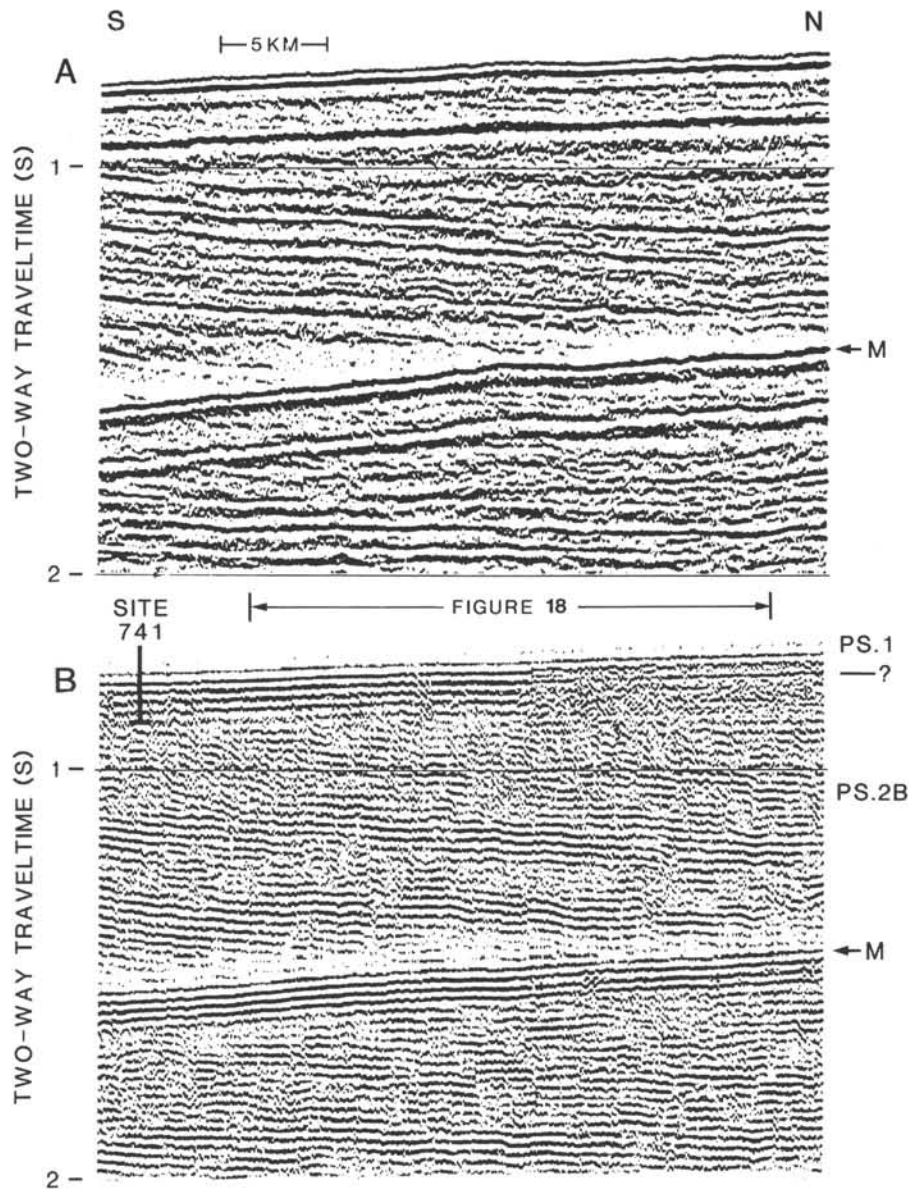 S
N
5 KM
A
1
M
TWO-WAY TRAVELTIME (S)
2
FIGURE 18
SITE
741
PS.1
?
B
1
PS.2B
M
TWO-WAY TRAVELTIME (S)
2